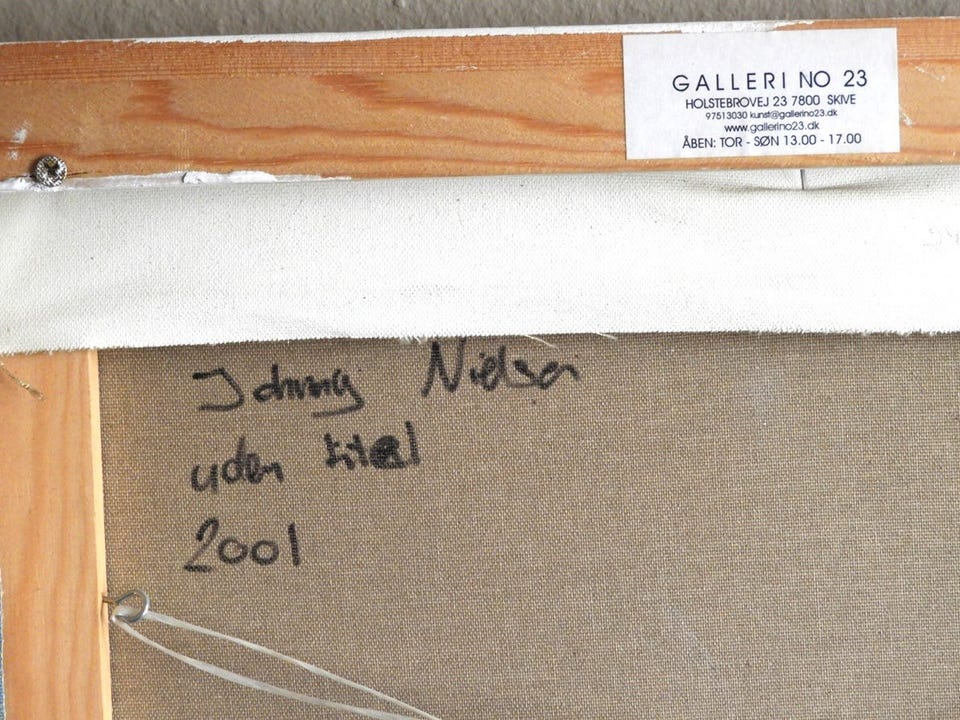 GALLERI NO 23
HOLSTEBROVEJ 23 7800 SKIVE
97513030 kunst@gallerino23.dk
www.gallerino23.dk
ÅBEN: TOR - SØN 13.00 - 17.00
Johnny Nielsen
uden titel
2001